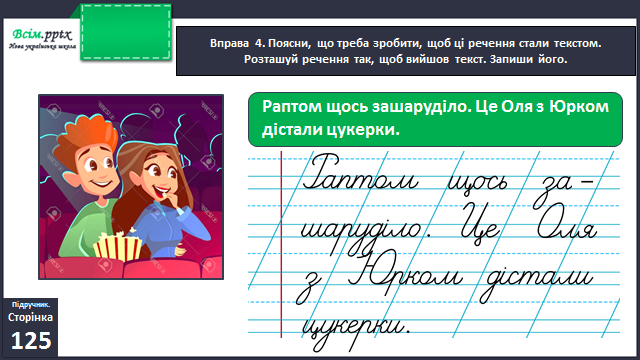 Всім.pptx
Нова українська школа
Вправа 4. Поясни, що треба зробити, щоб ці речення стали текстом.
Розташуй речення так, щоб вийшов текст. Запиши його.
Раптом щось зашаруділо. Це Оля з Юрком
дістали цукерки.
Раптом щось за-
шаруділо. Це Оля
з Юрком дістали
цукерки.
Підручник.
Сторінка
125